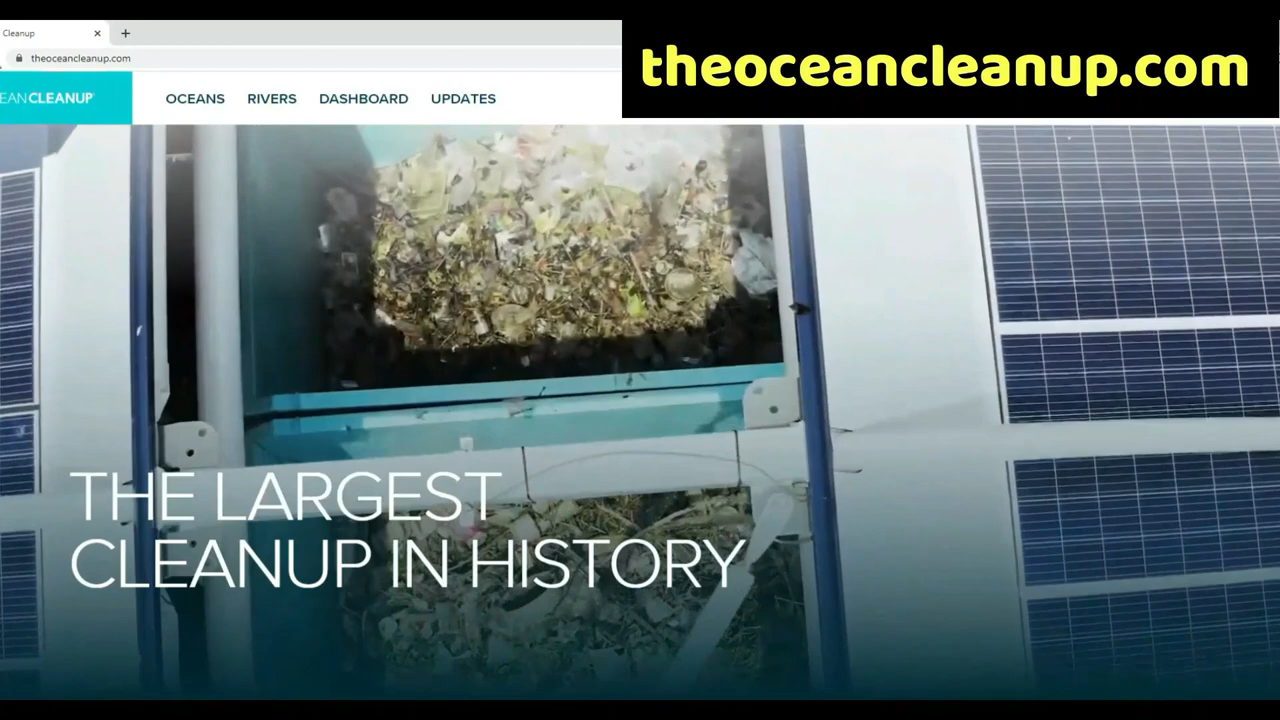 Cleanup
theoceancleanup.com
theoceancleanup.com
EANCLEANUP
OCEANS RIVERS DASHBOARD UPDATES
THE LARGEST
CLEANUP IN HISTORY